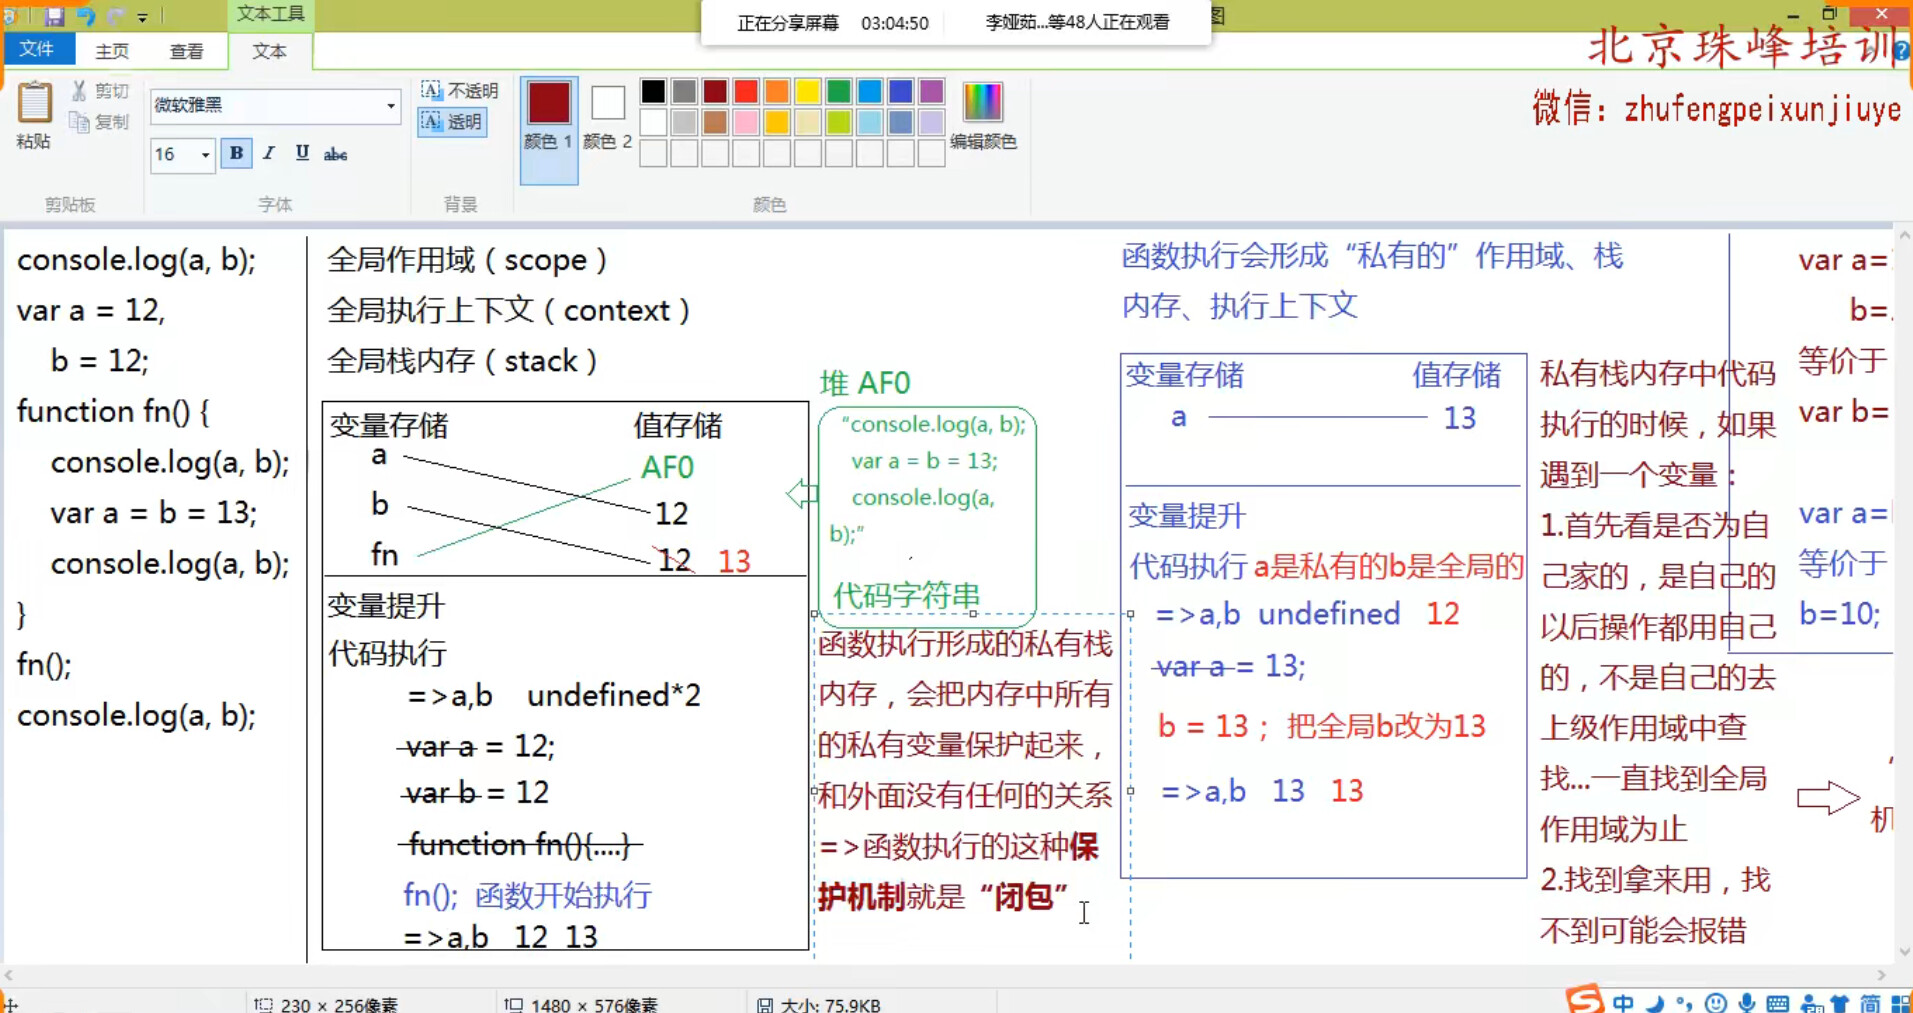 文本工具
正在分享屏幕 03:04:50 李娅茹...等48人正在观看
图
北京珠峰培训
微信：zhufengpeixunjiuye
文件 主页 查看 文本
粘贴
剪切
复制
剪贴板
微软雅黑
16 B I U abc
字体
不透明
透明
背景
颜色 1 颜色 2
编辑颜色
颜色
console.log(a, b);
var a = 12,
b = 12;
function fn() {
console.log(a, b);
var a = b = 13;
console.log(a, b);
}
fn();
console.log(a, b);
全局作用域（scope）
全局执行上下文（context）
全局栈内存（stack）
变量存储 值存储
a AF0
b 12
fn 12 13
变量提升
代码执行
=>a,b undefined*2
var a = 12;
var b = 12
function fn(){....}
fn(); 函数开始执行
=>a,b 12 13
堆 AF0
“console.log(a, b);
var a = b = 13;
console.log(a,
b);”
代码字符串
函数执行形成的私有栈
内存，会把内存中所有
的私有变量保护起来，
和外面没有任何的关系
=>函数执行的这种保
护机制就是“闭包”
函数执行会形成“私有的”作用域、栈
内存、执行上下文
变量存储 值存储
a 13
变量提升
代码执行 a是私有的b是全局的
=>a,b undefined 12
var a = 13;
b = 13； 把全局b改为13
=>a,b 13 13
私有栈内存中代码
执行的时候，如果
遇到一个变量：
1.首先看是否为自
己家的，是自己的
以后操作都用自己
的，不是自己的去
上级作用域中查
找...一直找到全局
作用域为止
2.找到拿来用，找
不到可能会报错
var a=
b=
等价于
var b=
var a=
等价于
b=10;
机
230 × 256像素 1480 × 576像素 大小: 75.9KB
中 简